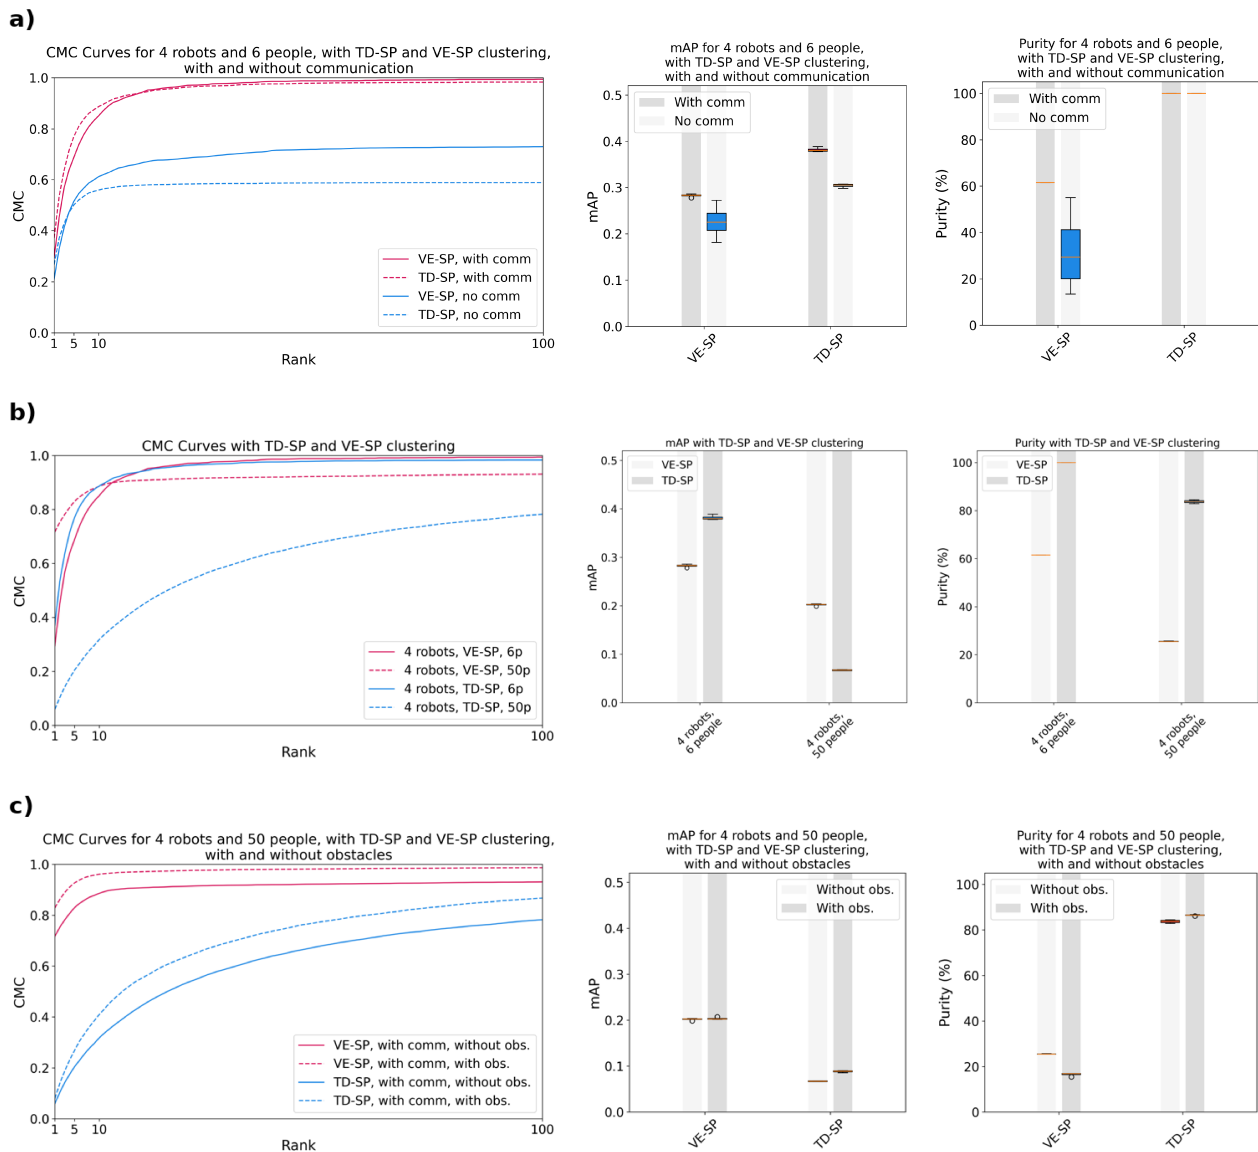 a)
CMC Curves for 4 robots and 6 people, with TD-SP and VE-SP clustering,
with and without communication
1.0
0.8
0.6
0.4
0.2
0.0
CMC
1 5 10 100
Rank
VE-SP, with comm
TD-SP, with comm
VE-SP, no comm
TD-SP, no comm
mAP for 4 robots and 6 people,
with TD-SP and VE-SP clustering,
with and without communication
With comm
No comm
0.5
0.4
0.3
0.2
0.1
0.0
mAP
VE-SP
TD-SP
Purity for 4 robots and 6 people,
with TD-SP and VE-SP clustering,
with and without communication
With comm
No comm
100
80
60
40
20
0
Purity (%)
VE-SP
TD-SP
b)
CMC Curves with TD-SP and VE-SP clustering
1.0
0.8
0.6
0.4
0.2
0.0
CMC
1 5 10 100
Rank
4 robots, VE-SP, 6p
4 robots, VE-SP, 50p
4 robots, TD-SP, 6p
4 robots, TD-SP, 50p
mAP with TD-SP and VE-SP clustering
VE-SP
TD-SP
0.5
0.4
0.3
0.2
0.1
0.0
mAP
4 robots,
6 people
4 robots,
50 people
Purity with TD-SP and VE-SP clustering
VE-SP
TD-SP
100
80
60
40
20
0
Purity (%)
4 robots,
6 people
4 robots,
50 people
c)
CMC Curves for 4 robots and 50 people, with TD-SP and VE-SP clustering,
with and without obstacles
1.0
0.8
0.6
0.4
0.2
0.0
CMC
1 5 10 100
Rank
VE-SP, with comm, without obs.
VE-SP, with comm, with obs.
TD-SP, with comm, without obs.
TD-SP, with comm, with obs.
mAP for 4 robots and 50 people,
with TD-SP and VE-SP clustering,
with and without obstacles
Without obs.
With obs.
0.5
0.4
0.3
0.2
0.1
0.0
mAP
VE-SP
TD-SP
Purity for 4 robots and 50 people,
with TD-SP and VE-SP clustering,
with and without obstacles
Without obs.
With obs.
100
80
60
40
20
0
Purity (%)
VE-SP
TD-SP